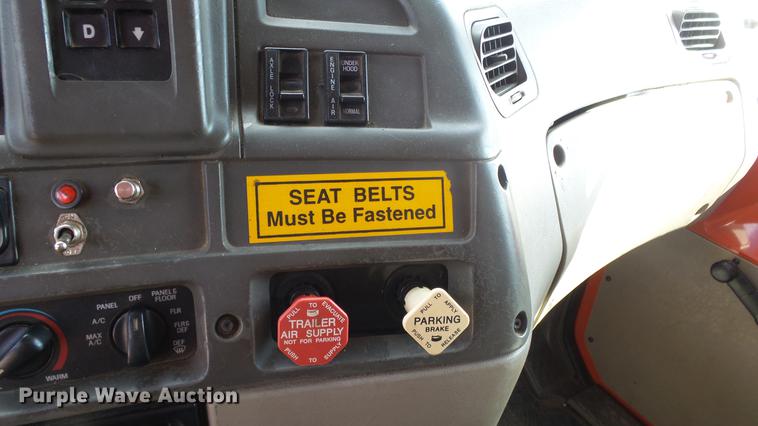 D
AXLE LOCK
ENGINE AIR
UNDER
HOOD
NORMAL
SEAT BELTS
Must Be Fastened
PULL TO EVACUATE
TRAILER
AIR SUPPLY
NOT FOR PARKING
PUSH TO SUPPLY
PULL TO APPLY
PARKING
BRAKE
PUSH TO RELEASE
OFF
PANEL &
FLOOR
PANEL
FLR
A/C
FLR &
DEF
MAX
A/C
DEF
WARM
Purple Wave Auction